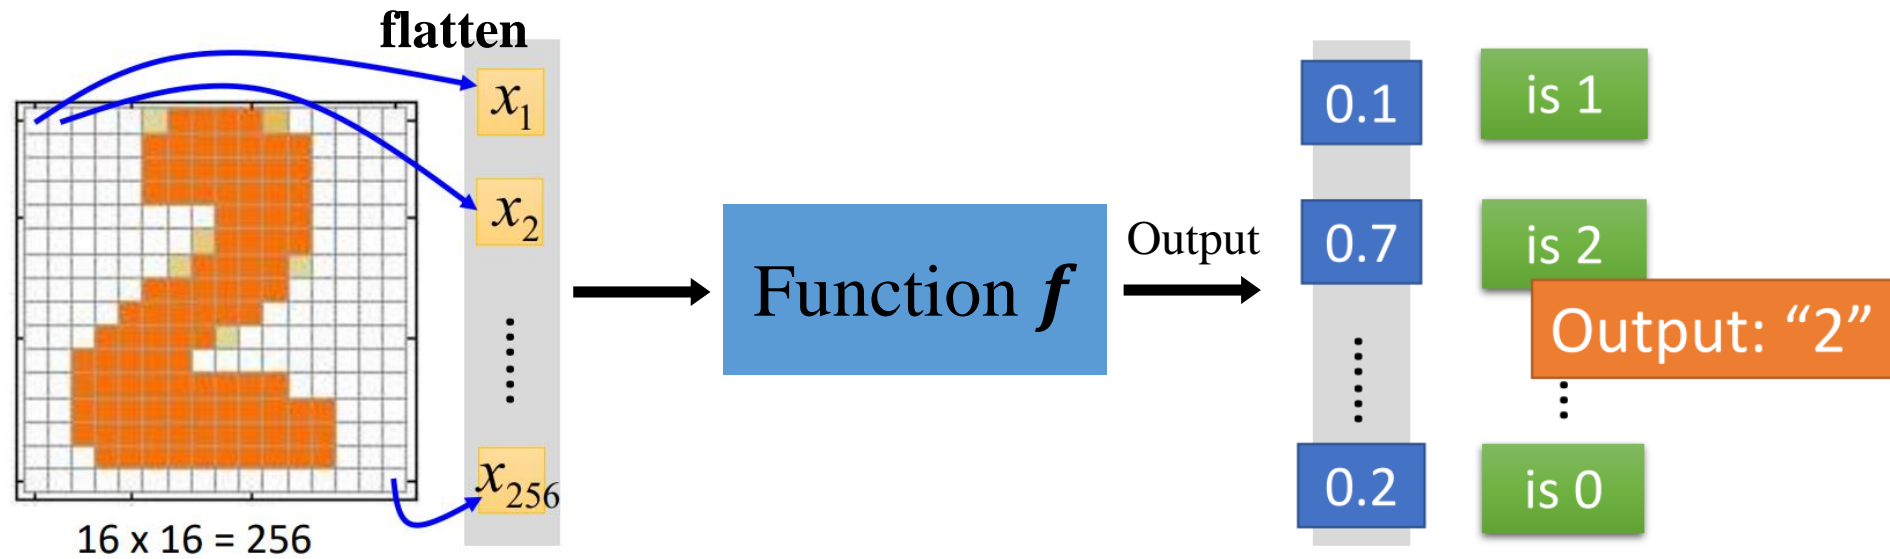 flatten
x₁
x₂
x₂₅₆
16 x 16 = 256
Function f
Output
0.1
is 1
0.7
is 2
Output: “2”
0.2
is 0